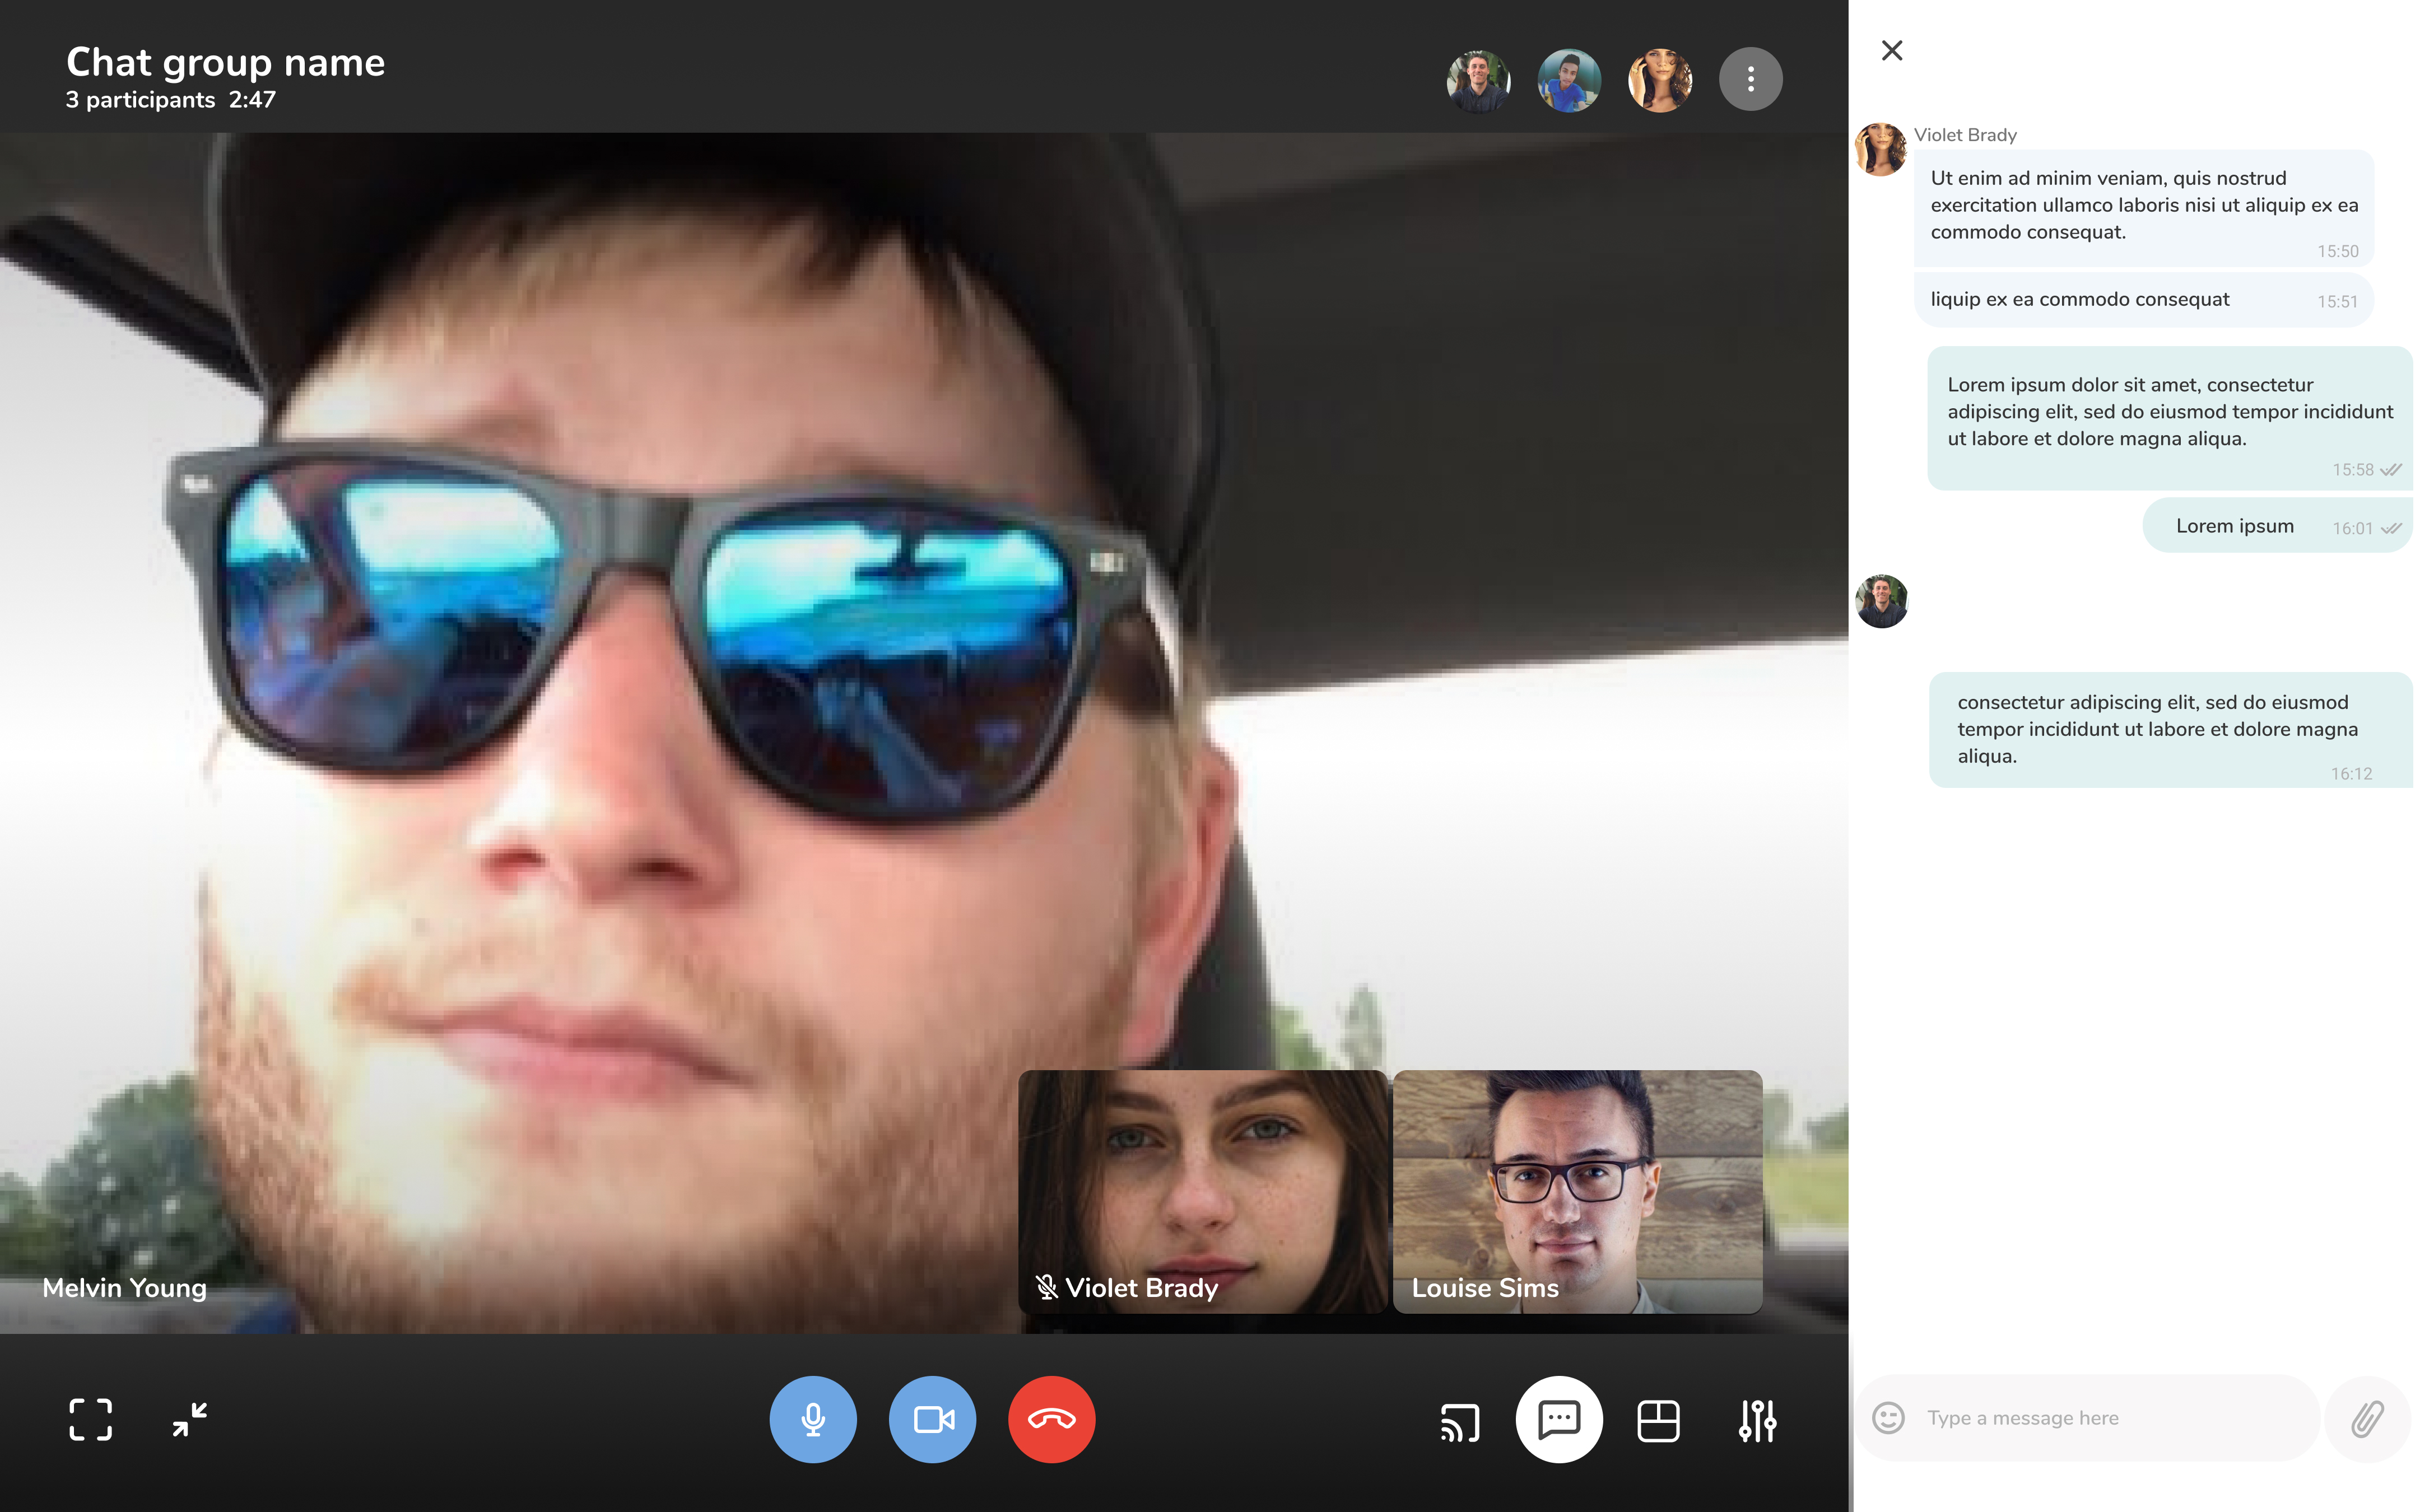 Chat group name
3 participants 2:47
Melvin Young
Violet Brady
Louise Sims
Violet Brady
Ut enim ad minim veniam, quis nostrud
exercitation ullamco laboris nisi ut aliquip ex ea
commodo consequat.
15:50
liquip ex ea commodo consequat 15:51
Lorem ipsum dolor sit amet, consectetur
adipiscing elit, sed do eiusmod tempor incididunt
ut labore et dolore magna aliqua.
15:58
Lorem ipsum 16:01
consectetur adipiscing elit, sed do eiusmod
tempor incididunt ut labore et dolore magna
aliqua.
16:12
Type a message here